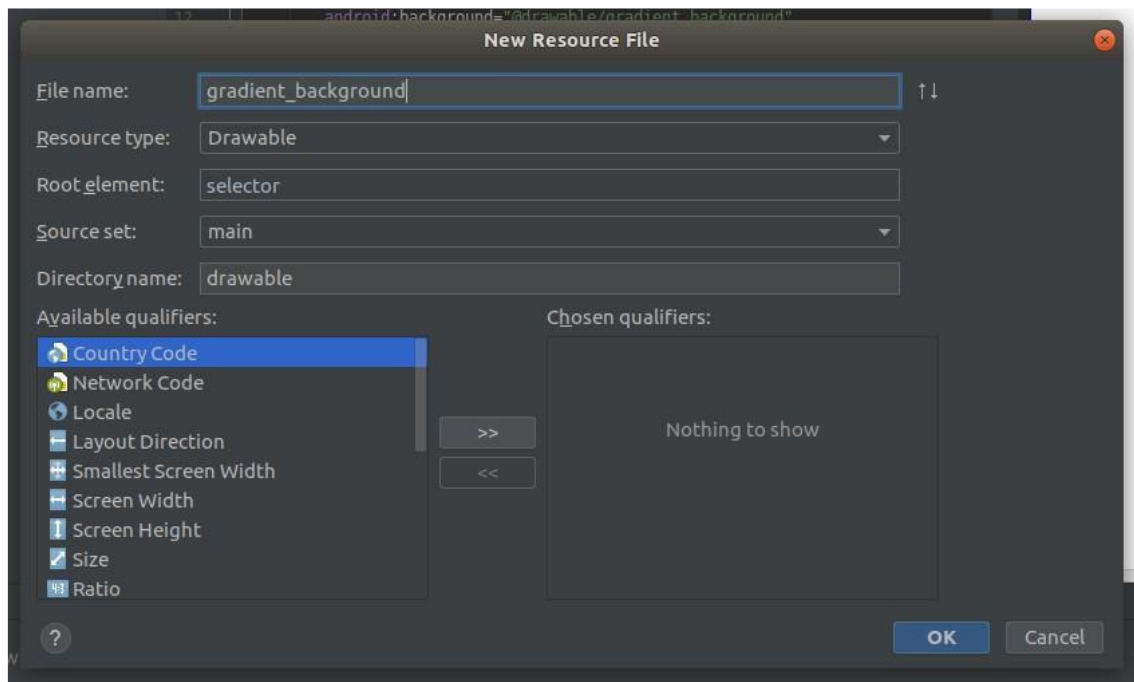 12 android:background="@drawable/gradient_background"
New Resource File
File name: gradient_background ↑↓
Resource type: Drawable
Root element: selector
Source set: main
Directory name: drawable
Available qualifiers: Chosen qualifiers:
Country Code
Network Code
Locale
Layout Direction
Smallest Screen Width
Screen Width
Screen Height
Size
Ratio
>>
<<
Nothing to show
? OK Cancel